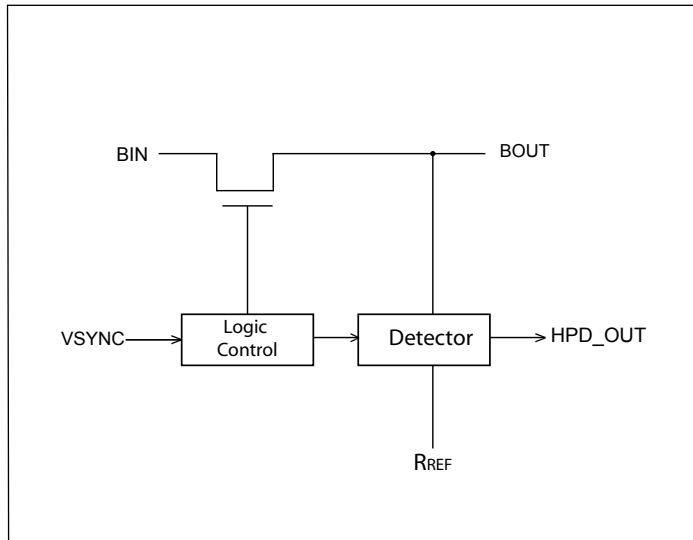 BIN
BOUT
VSYNC
Logic
Control
Detector
HPD_OUT
RREF